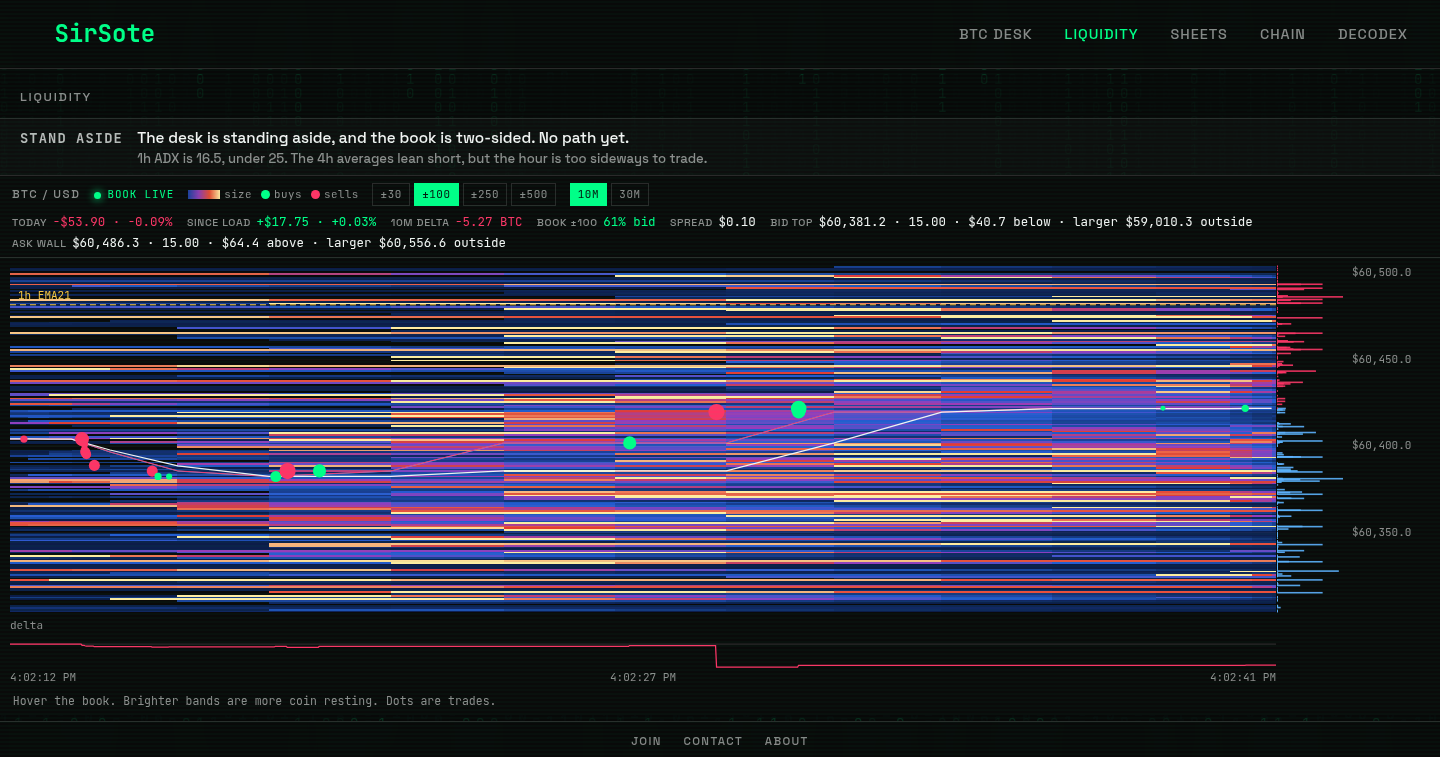 SirSote
BTC DESK LIQUIDITY SHEETS CHAIN DECODEX
LIQUIDITY
STAND ASIDE The desk is standing aside, and the book is two-sided. No path yet.
1h ADX is 16.5, under 25. The 4h averages lean short, but the hour is too sideways to trade.
BTC / USD BOOK LIVE size buys sells ±30 ±100 ±250 ±500 10M 30M
TODAY -$53.90 · -0.09% SINCE LOAD +$17.75 · +0.03% 10M DELTA -5.27 BTC BOOK ±100 61% bid SPREAD $0.10 BID TOP $60,381.2 · 15.00 · $40.7 below · larger $59,010.3 outside
ASK WALL $60,486.3 · 15.00 · $64.4 above · larger $60,556.6 outside
$60,500.0
1h EMA21
$60,450.0
$60,400.0
$60,350.0
delta
4:02:12 PM 4:02:27 PM 4:02:41 PM
Hover the book. Brighter bands are more coin resting. Dots are trades.
JOIN CONTACT ABOUT